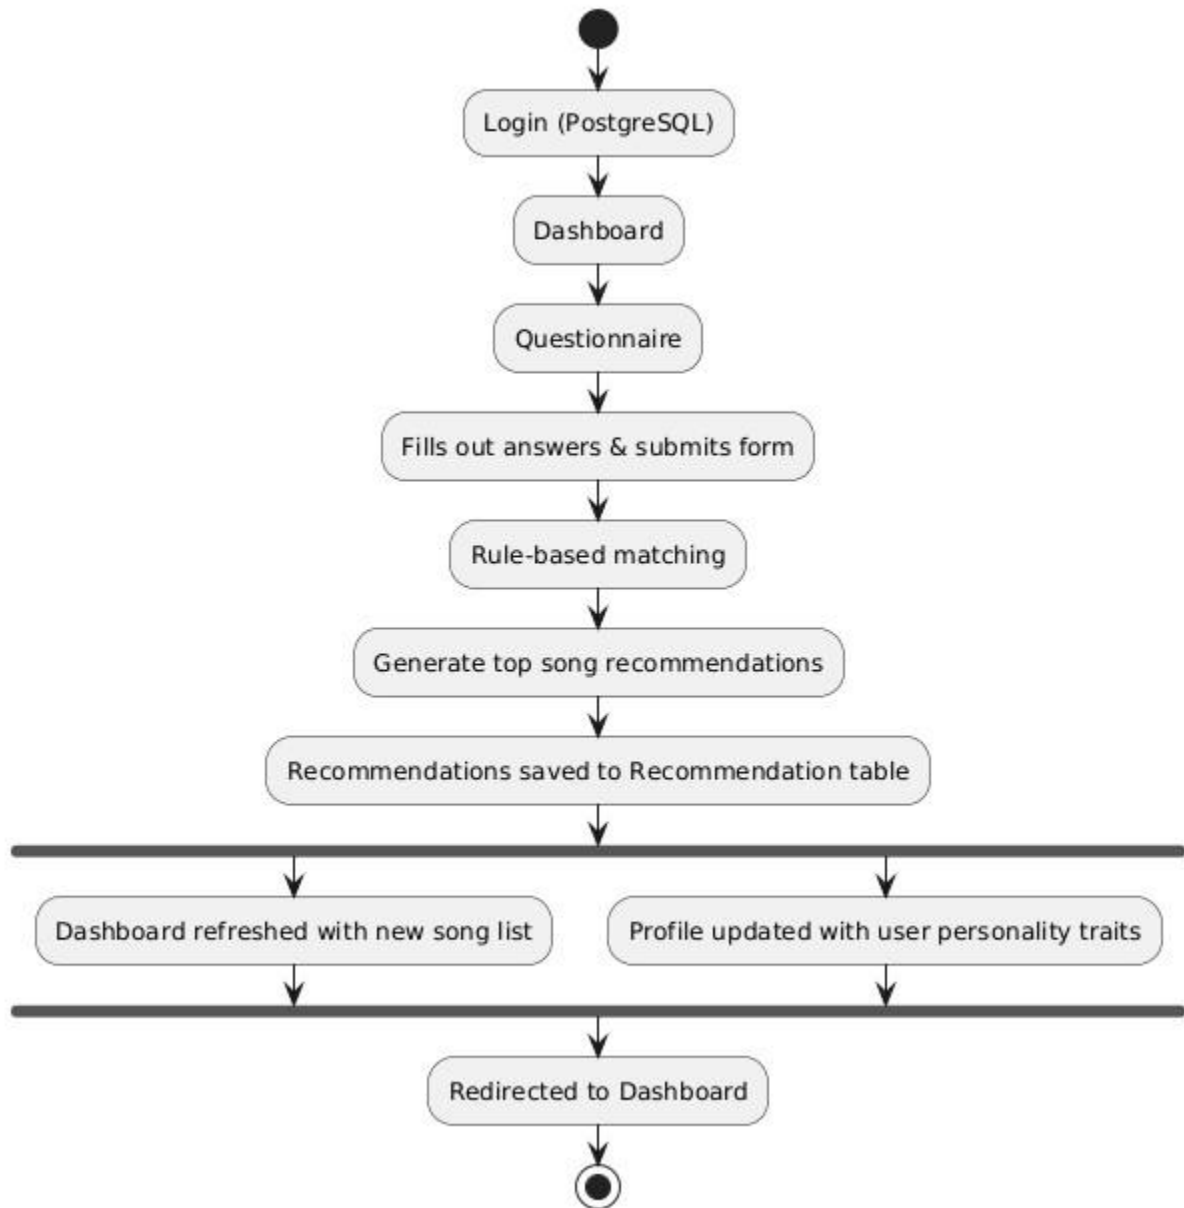 Login (PostgreSQL)
Dashboard
Questionnaire
Fills out answers & submits form
Rule-based matching
Generate top song recommendations
Recommendations saved to Recommendation table
Dashboard refreshed with new song list
Profile updated with user personality traits
Redirected to Dashboard